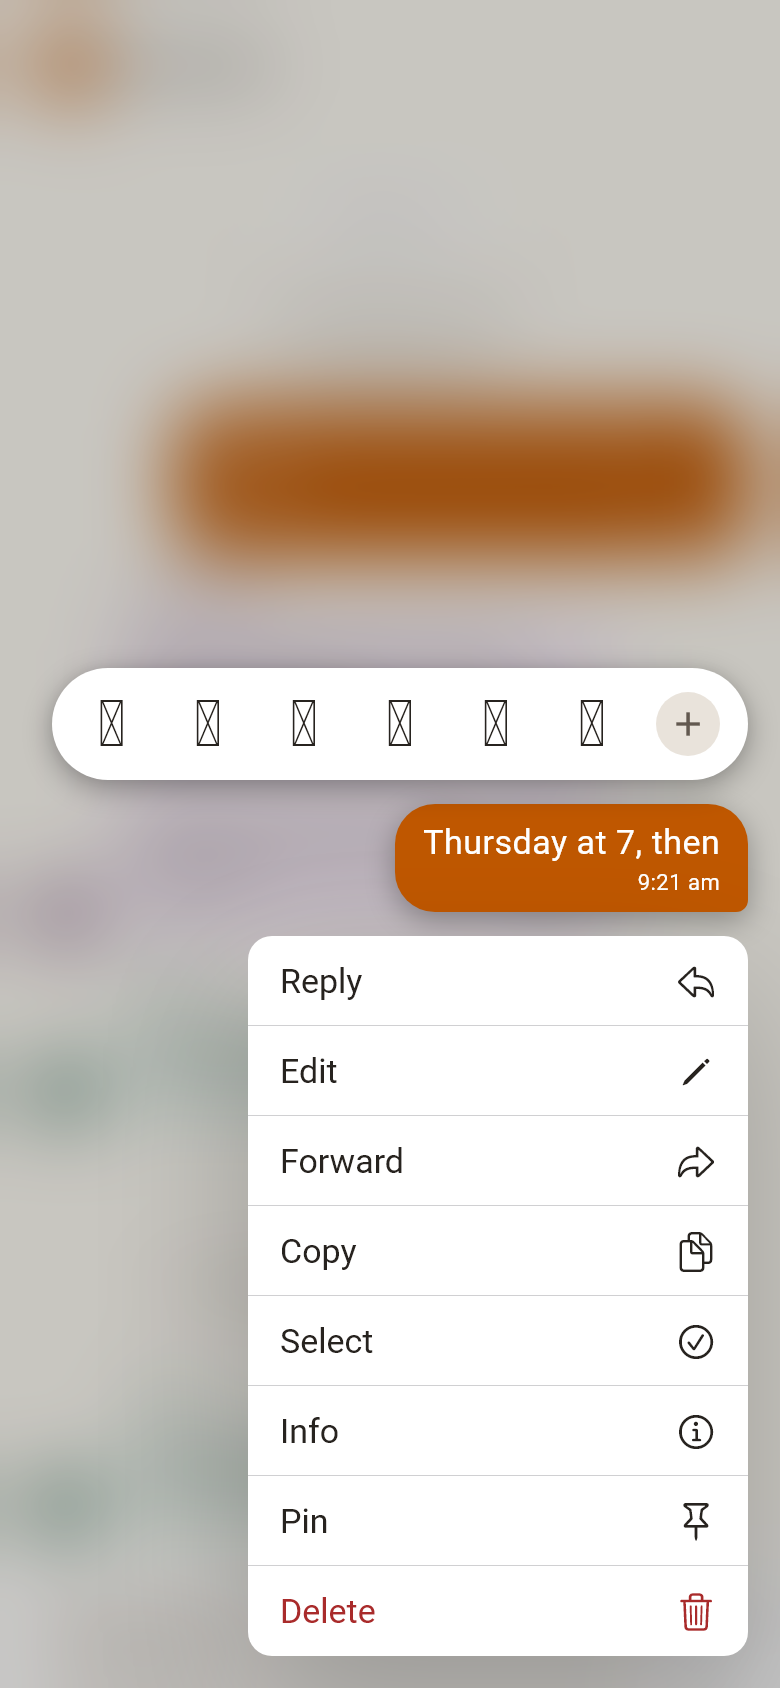 Thursday at 7, then
9:21 am
Reply
Edit
Forward
Copy
Select
Info
Pin
Delete